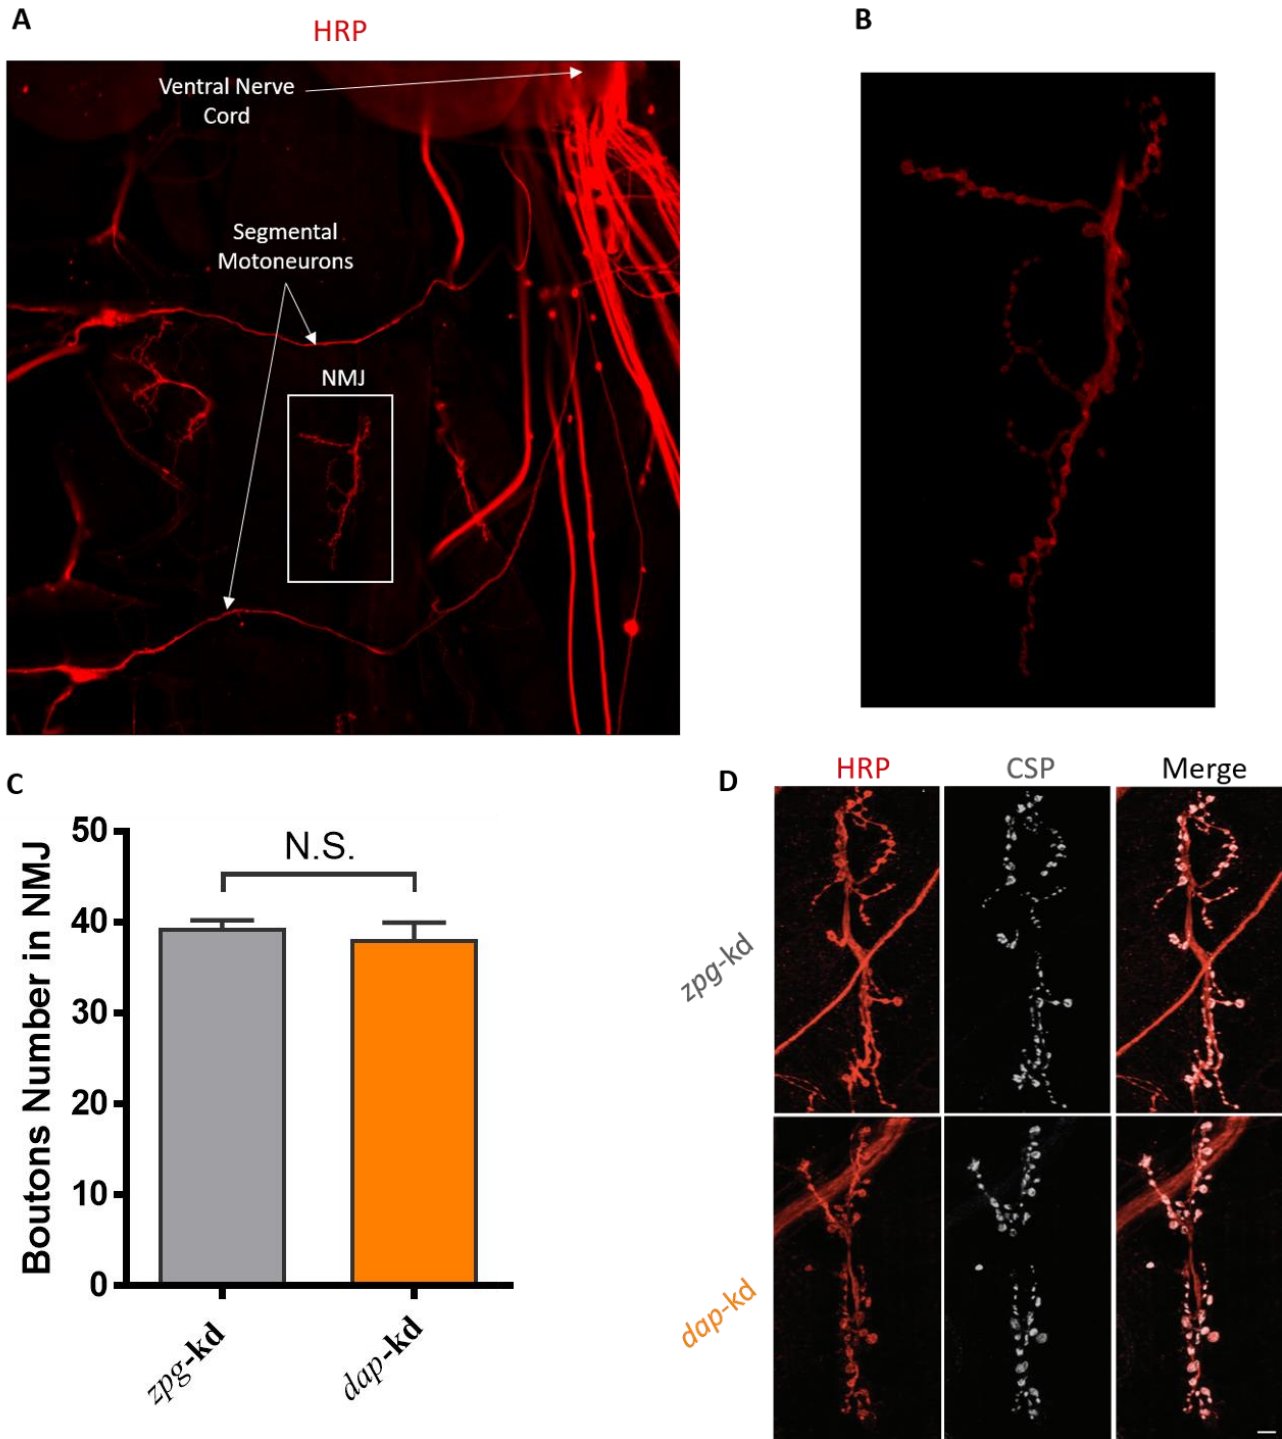 A
HRP
B
Ventral Nerve
Cord
Segmental
Motoneurons
NMJ
C
Boutons Number in NMJ
50
40
30
20
10
0
N.S.
zpg-kd
dap-kd
D
HRP
CSP
Merge
zpg-kd
dap-kd